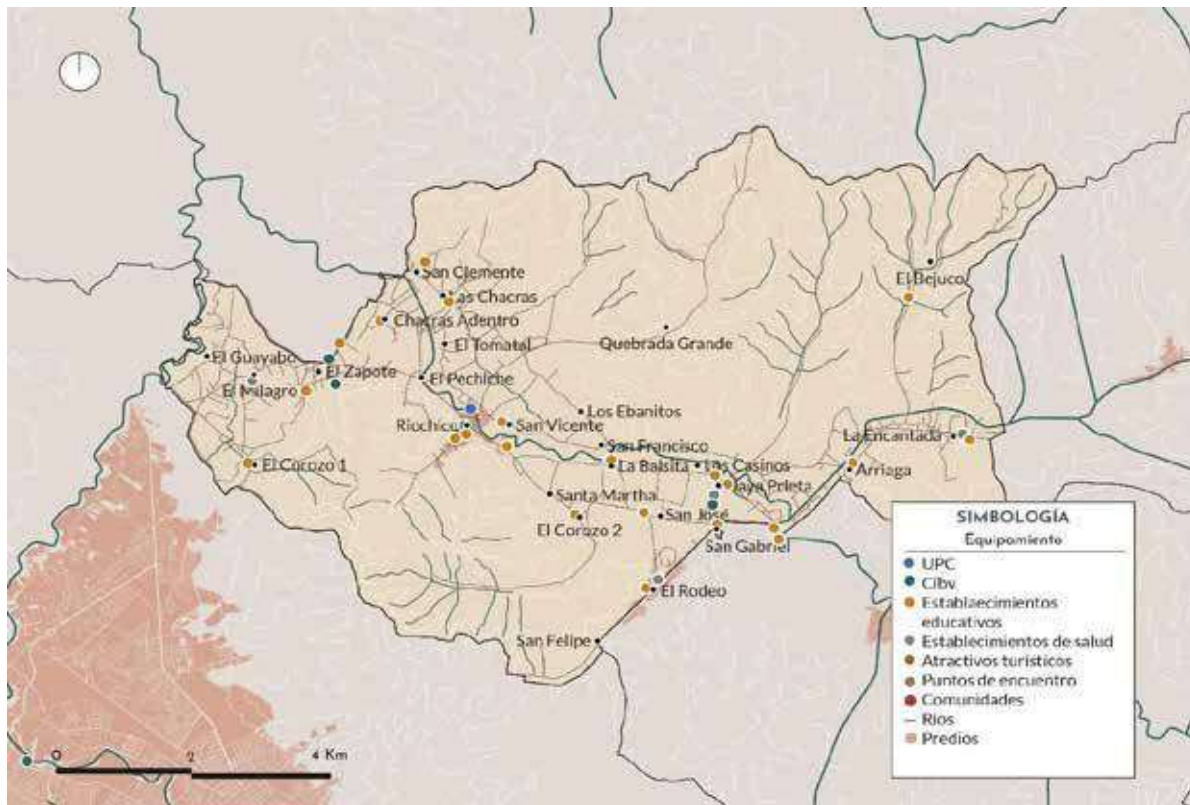 San Clemente
Las Chacras
Chacras Adentro
El Tomatal
Quebrada Grande
El Bejuco
El Guayabo
El Zapote
El Milagro
El Pechiche
Los Ebanitos
Riochico
San Vicente
San Francisco
La Encantada
El Corozo 1
La Balsita
Los Casinos
Arriaga
Jaya Prieta
Santa Martha
San José
El Corozo 2
San Gabriel
El Rodeo
San Felipe
SIMBOLOGÍA
Equipamiento
UPC
Cibv
Establaecimientos
educativos
Establecimientos de salud
Atractivos turísticos
Puntos de encuentro
Comunidades
Rios
Predios
0 2 4 Km